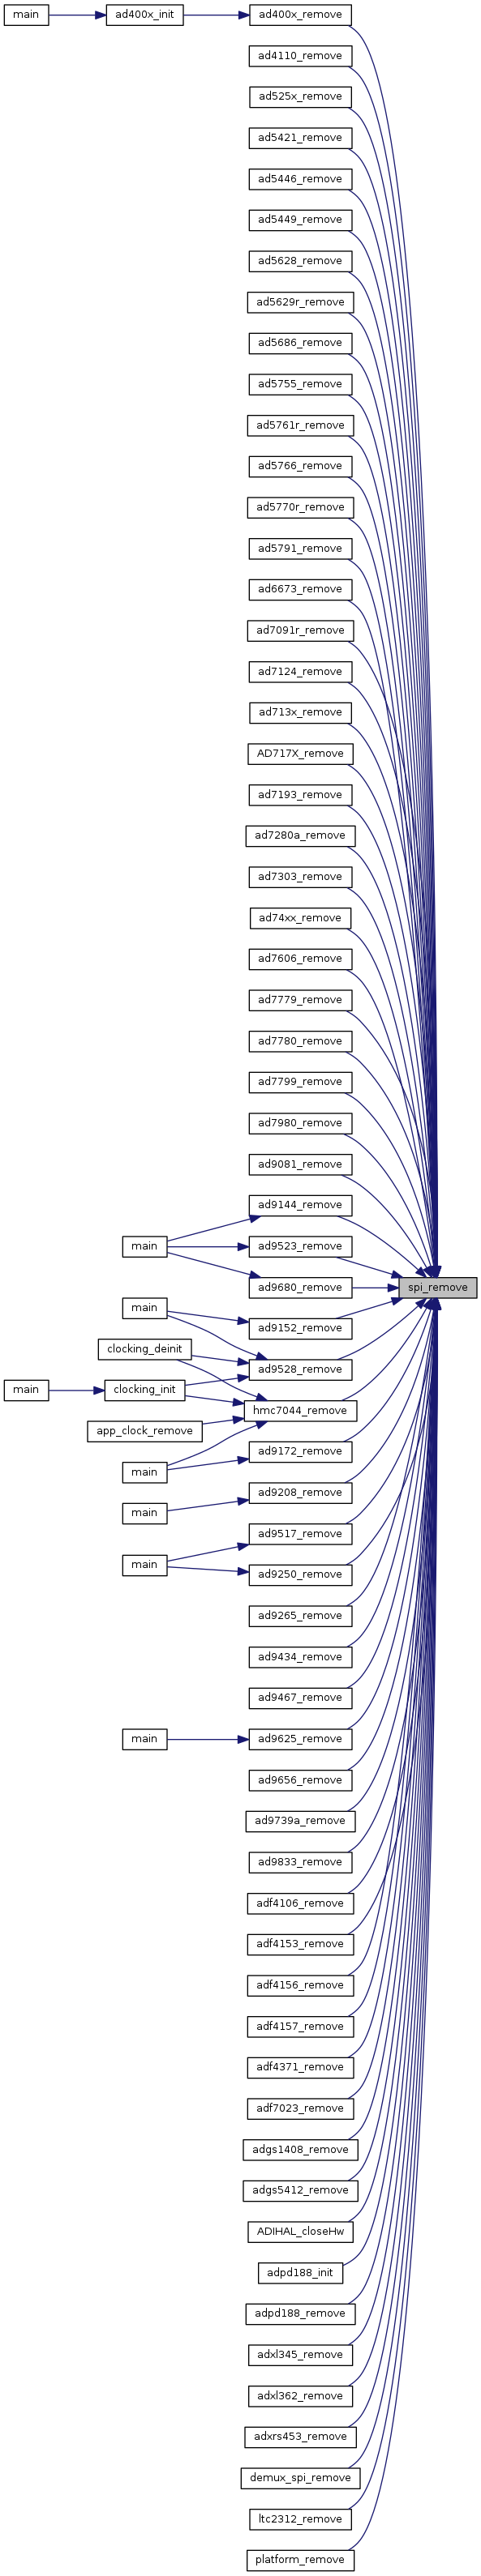 main
ad400x_init
ad400x_remove
ad4110_remove
ad525x_remove
ad5421_remove
ad5446_remove
ad5449_remove
ad5628_remove
ad5629r_remove
ad5686_remove
ad5755_remove
ad5761r_remove
ad5766_remove
ad5770r_remove
ad5791_remove
ad6673_remove
ad7091r_remove
ad7124_remove
ad713x_remove
AD717X_remove
ad7193_remove
ad7280a_remove
ad7303_remove
ad74xx_remove
ad7606_remove
ad7779_remove
ad7780_remove
ad7799_remove
ad7980_remove
ad9081_remove
ad9144_remove
main
ad9523_remove
ad9680_remove
spi_remove
main
ad9152_remove
clocking_deinit
ad9528_remove
main
clocking_init
hmc7044_remove
app_clock_remove
ad9172_remove
main
ad9208_remove
main
ad9517_remove
main
ad9250_remove
ad9265_remove
ad9434_remove
ad9467_remove
main
ad9625_remove
ad9656_remove
ad9739a_remove
ad9833_remove
adf4106_remove
adf4153_remove
adf4156_remove
adf4157_remove
adf4371_remove
adf7023_remove
adgs1408_remove
adgs5412_remove
ADIHAL_closeHw
adpd188_init
adpd188_remove
adxl345_remove
adxl362_remove
adxrs453_remove
demux_spi_remove
ltc2312_remove
platform_remove